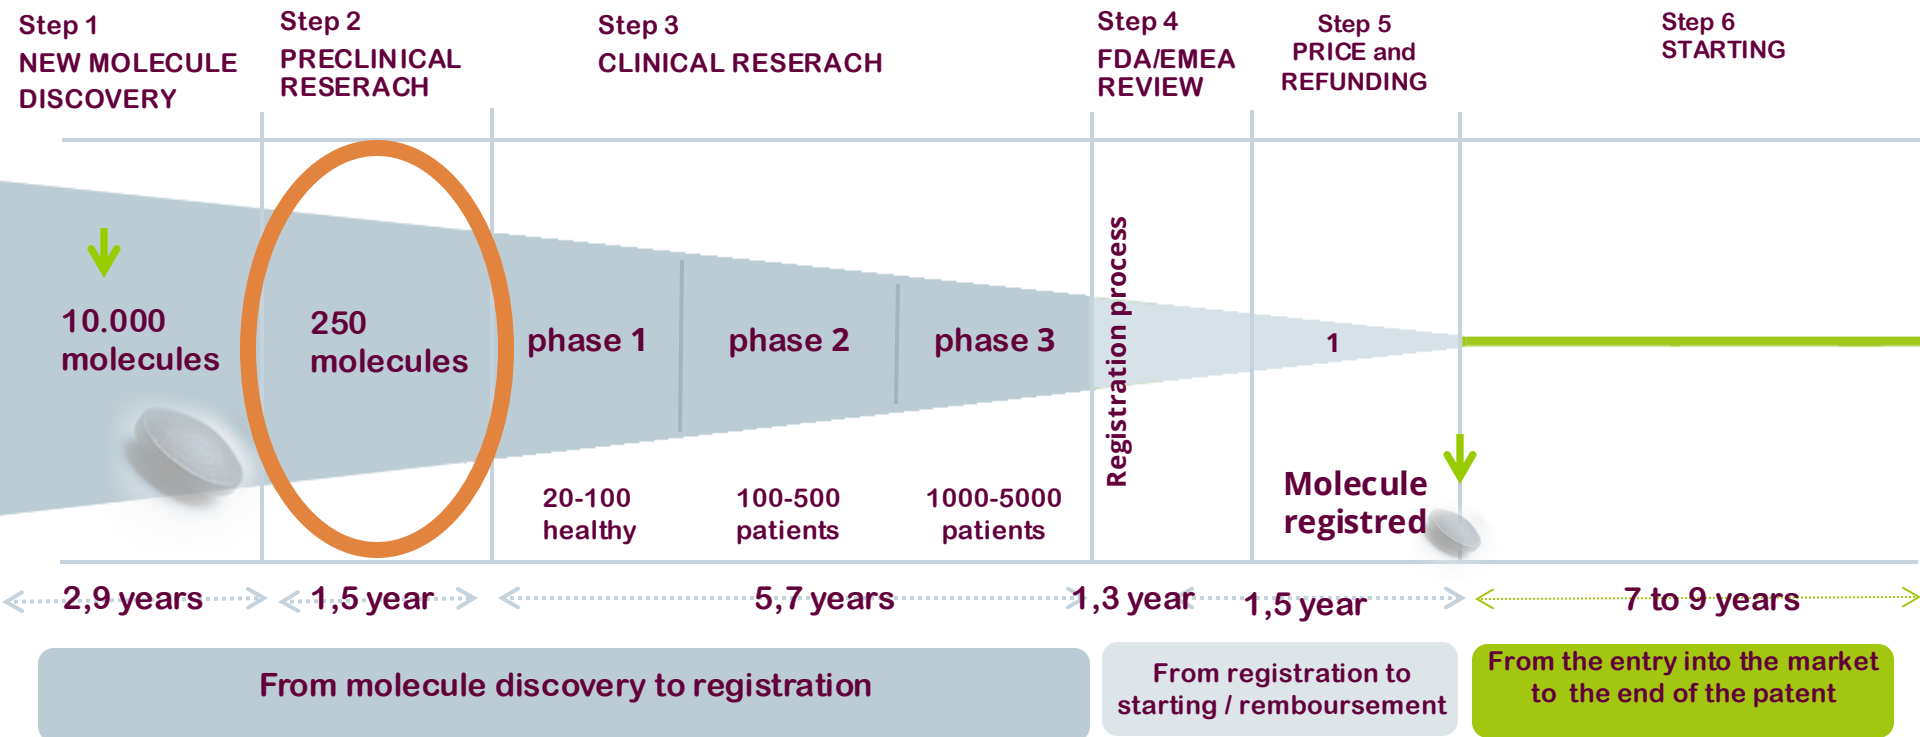 Step 1
NEW MOLECULE
DISCOVERY
Step 2
PRECLINICAL
RESERACH
Step 3
CLINICAL RESERACH
Step 4
FDA/EMEA
REVIEW
Step 5
PRICE and
REFUNDING
Step 6
STARTING
10.000
molecules
250
molecules
phase 1
phase 2
phase 3
Registration process
1
20-100
healthy
100-500
patients
1000-5000
patients
Molecule
registred
2,9 years
1,5 year
5,7 years
1,3 year
1,5 year
7 to 9 years
From molecule discovery to registration
From registration to
starting / remboursement
From the entry into the market
to the end of the patent